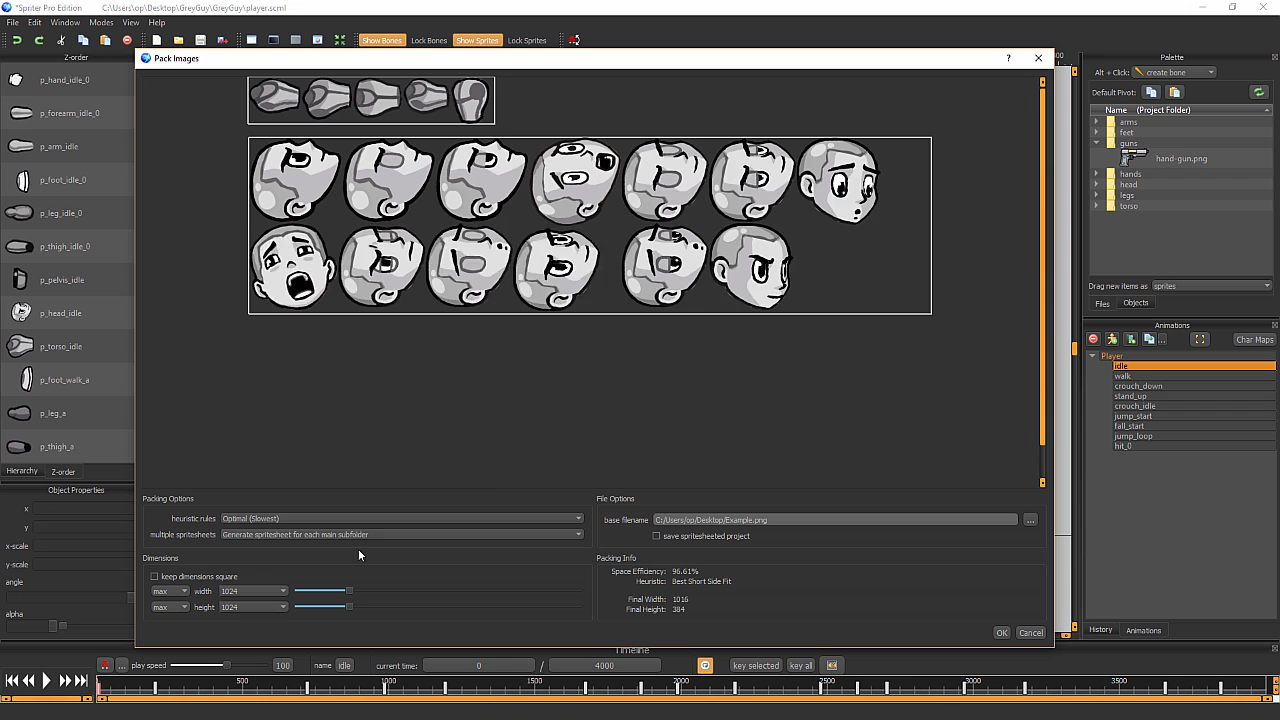 *Spriter Pro Edition C:\Users\op\Desktop\GreyGuy\GreyGuy\player.scml
File Edit Window Modes View Help
Show Bones Lock Bones Show Sprites Lock Sprites
Z-order
p_hand_idle_0
p_forearm_idle_0
p_arm_idle
p_foot_idle_0
p_leg_idle_0
p_thigh_idle_0
p_pelvis_idle
p_head_idle
p_torso_idle
p_foot_walk_a
p_leg_a
p_thigh_a
Hierarchy Z-order
Object Properties
x
y
x-scale
y-scale
angle
alpha
Pack Images ?
Packing Options
heuristic rules Optimal (Slowest)
multiple spritesheets Generate spritesheet for each main subfolder
Dimensions
keep dimensions square
max width 1024
max height 1024
File Options
base filename C:/Users/op/Desktop/Example.png ...
save spritesheeted project
Packing Info
Space Efficiency: 96.61%
Heuristic: Best Short Side Fit
Final Width: 1016
Final Height: 384
OK Cancel
Palette
Alt + Click: create bone
Default Pivot:
Name (Project Folder)
arms
feet
guns
hand-gun.png
hands
head
legs
torso
Drag new items as sprites
Files Objects
Animations
... Char Maps
Player
idle
walk
crouch_down
stand_up
crouch_idle
jump_start
fall_start
jump_loop
hit_0
History Animations
Timeline
... play speed 100 name idle current time: 0 / 4000 key selected key all
500 1000 1500 2000 2500 3000 3500